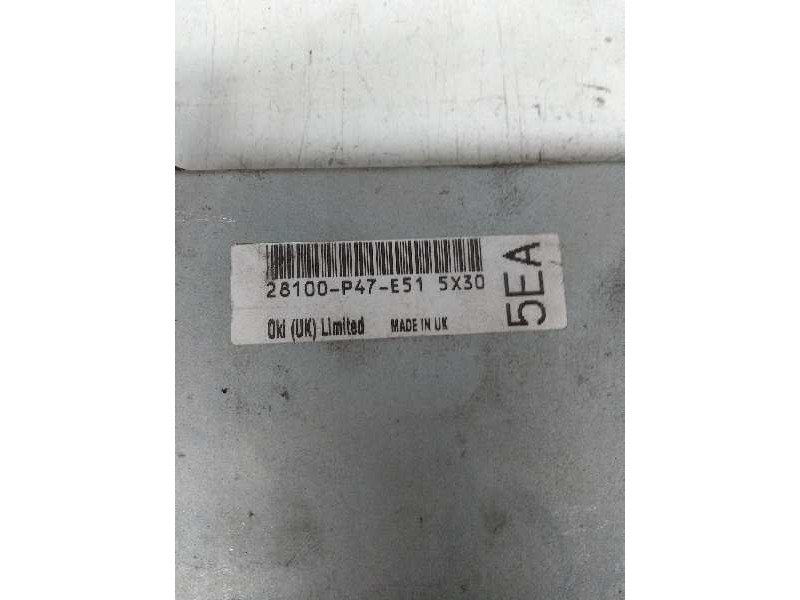 28100-P47-E51 5X30
Oki (UK) Limited MADE IN UK
5EA